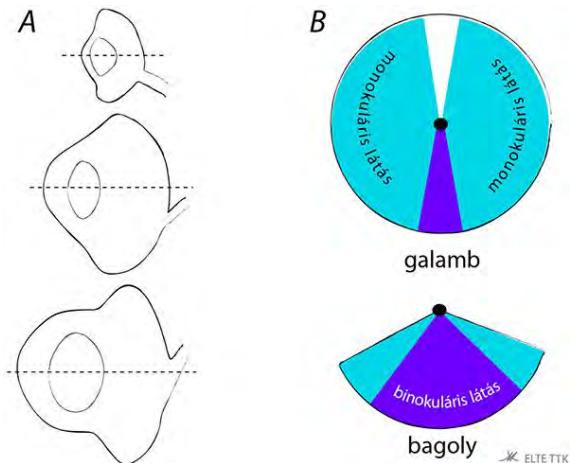 A
B
monokuláris látás
monokuláris látás
galamb
binokuláris látás
bagoly
ELTE TTK